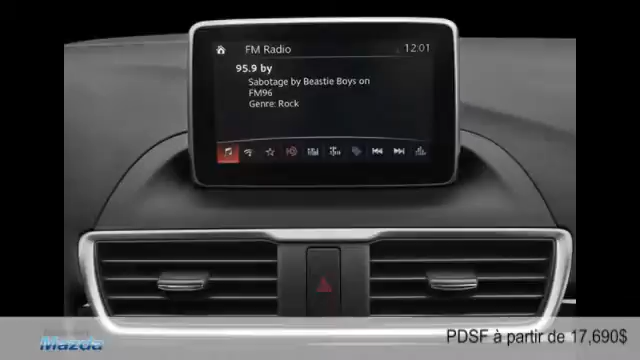 FM Radio 12:01
95.9 by
Sabotage by Beastie Boys on
FM96
Genre: Rock
PDSF à partir de 17,690$
Mazda